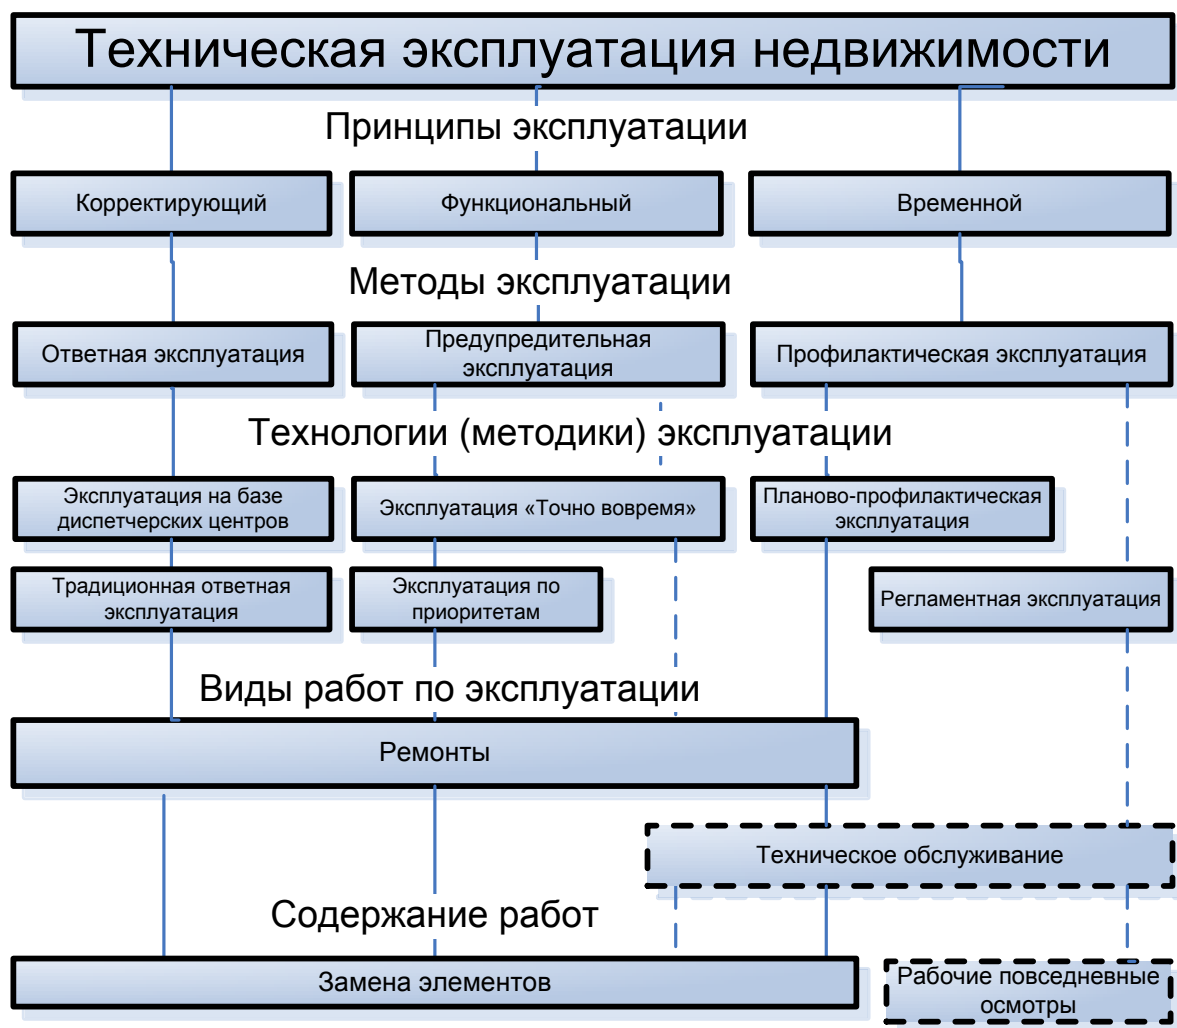 Техническая эксплуатация недвижимости
Принципы эксплуатации
Корректирующий
Функциональный
Временной
Методы эксплуатации
Ответная эксплуатация
Предупредительная
эксплуатация
Профилактическая эксплуатация
Технологии (методики) эксплуатации
Эксплуатация на базе
диспетчерских центров
Эксплуатация «Точно вовремя»
Планово-профилактическая
эксплуатация
Традиционная ответная
эксплуатация
Эксплуатация по
приоритетам
Регламентная эксплуатация
Виды работ по эксплуатации
Ремонты
Техническое обслуживание
Содержание работ
Замена элементов
Рабочие повседневные
осмотры